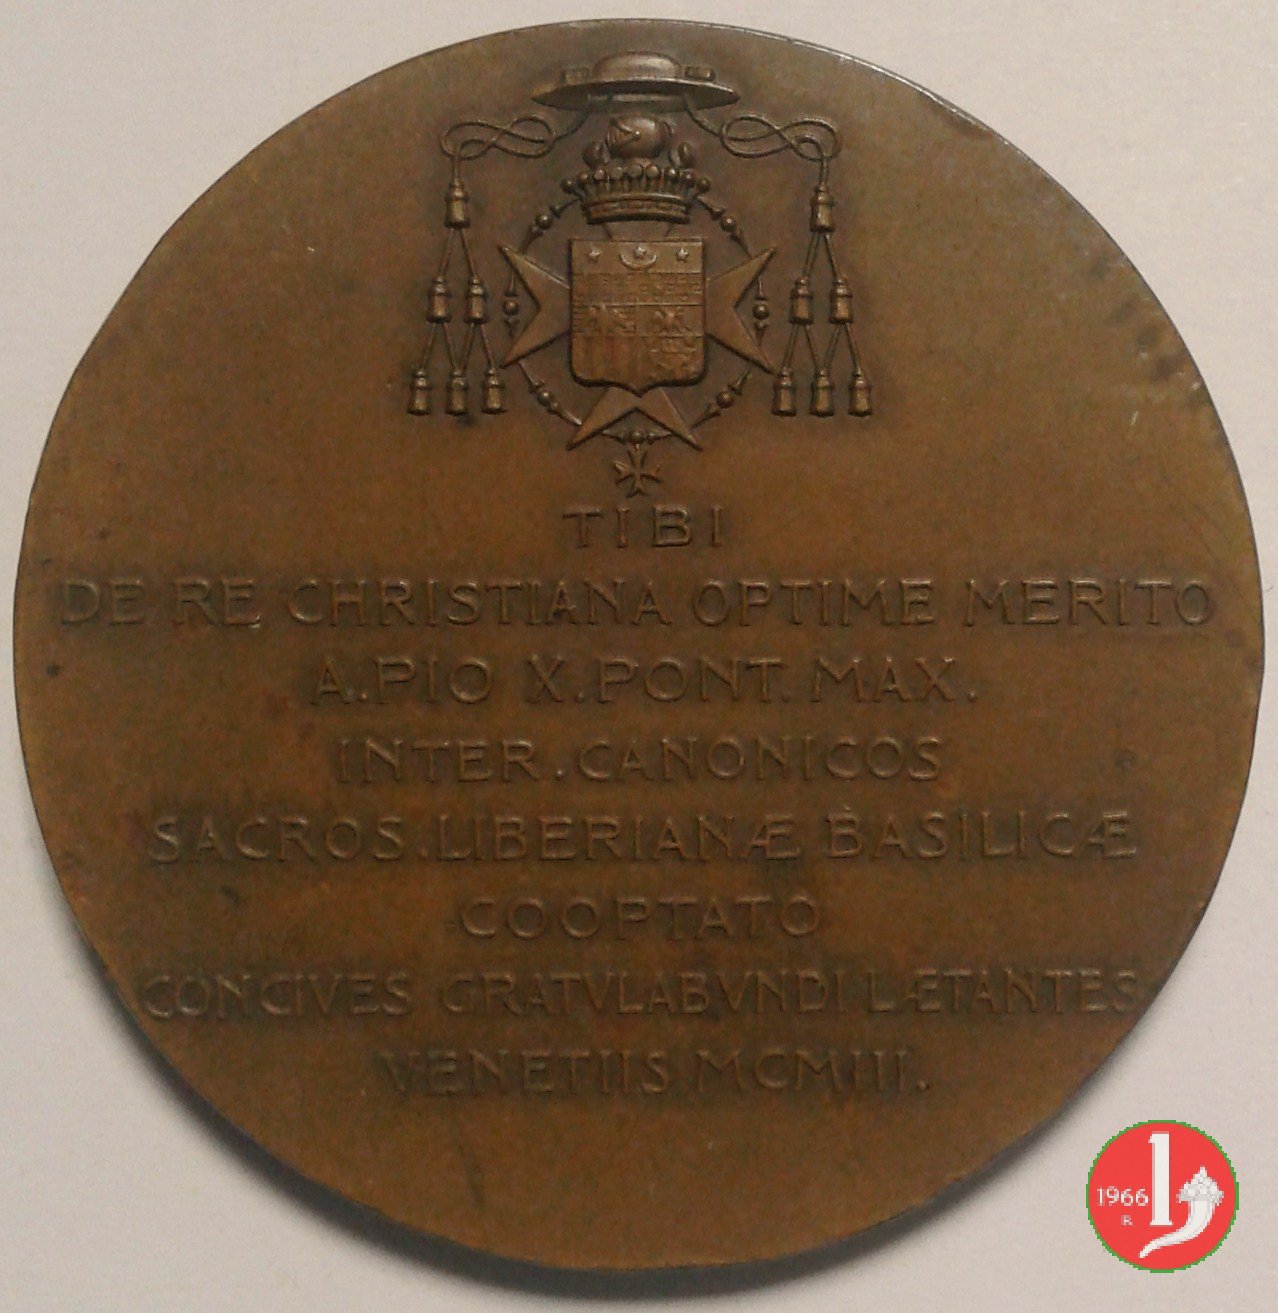 TIBI
DE RE CHRISTIANA OPTIME MERITO
A.PIO X.PONT.MAX.
INTER.CANONICOS
SACROS.LIBERIANÆ BASILICÆ
COOPTATO
CONCIVES GRATVLABVNDI LÆTANTES
VENETIIS MCMIII.
1966
R